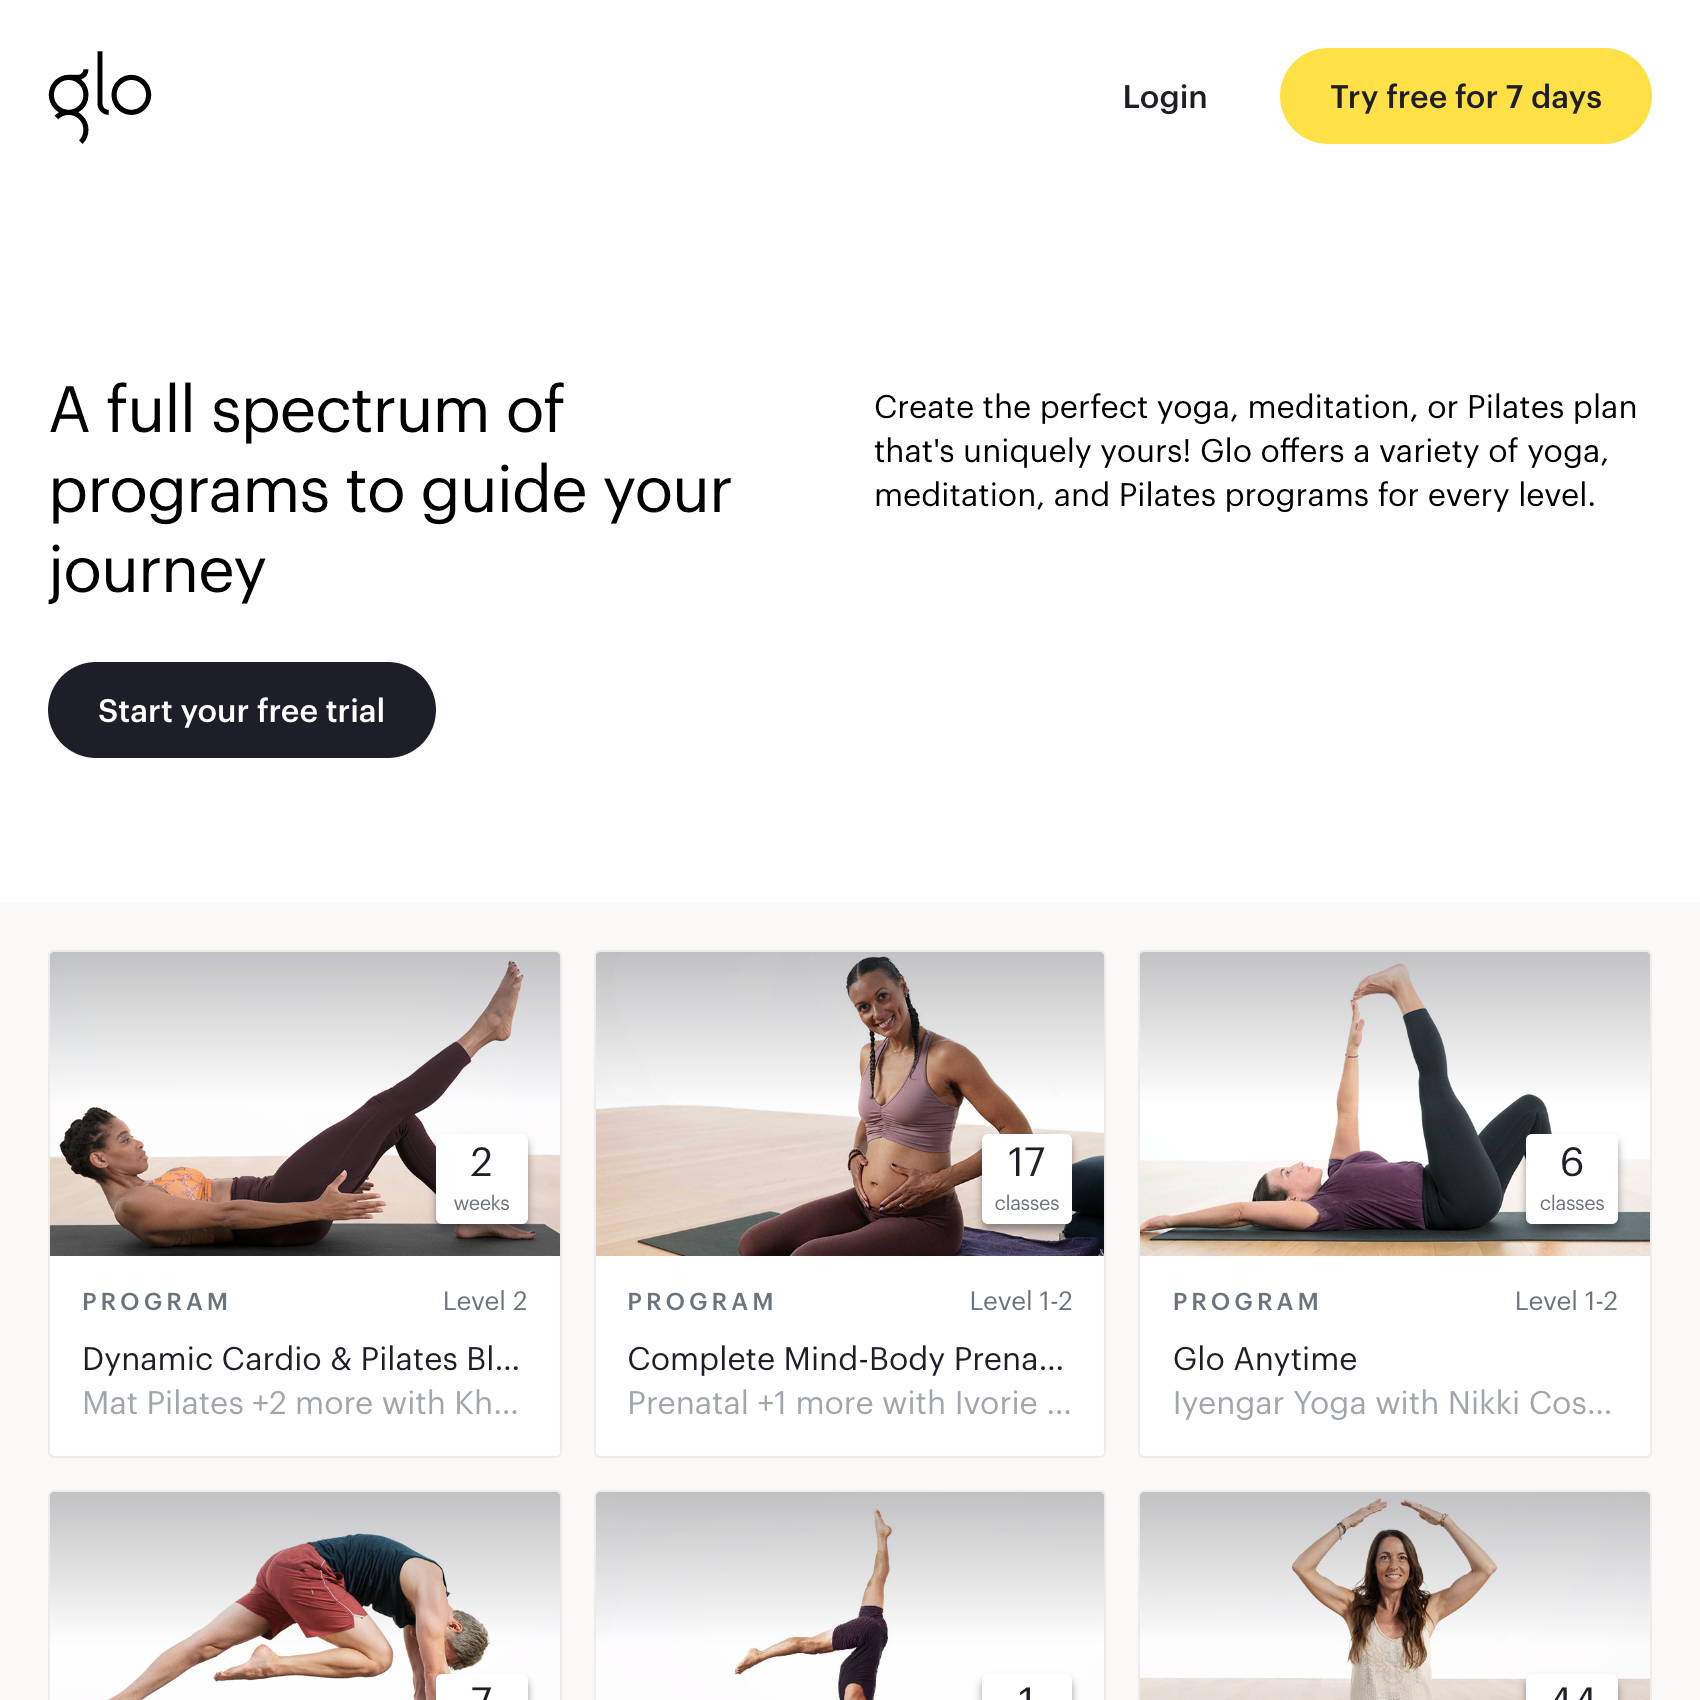 glo
Login
Try free for 7 days
A full spectrum of
programs to guide your
journey
Create the perfect yoga, meditation, or Pilates plan
that's uniquely yours! Glo offers a variety of yoga,
meditation, and Pilates programs for every level.
Start your free trial
2
weeks
17
classes
6
classes
PROGRAM
Level 2
Dynamic Cardio & Pilates Bl...
Mat Pilates +2 more with Kh...
PROGRAM
Level 1-2
Complete Mind-Body Prena...
Prenatal +1 more with Ivorie ...
PROGRAM
Level 1-2
Glo Anytime
Iyengar Yoga with Nikki Cos...
7
1
44